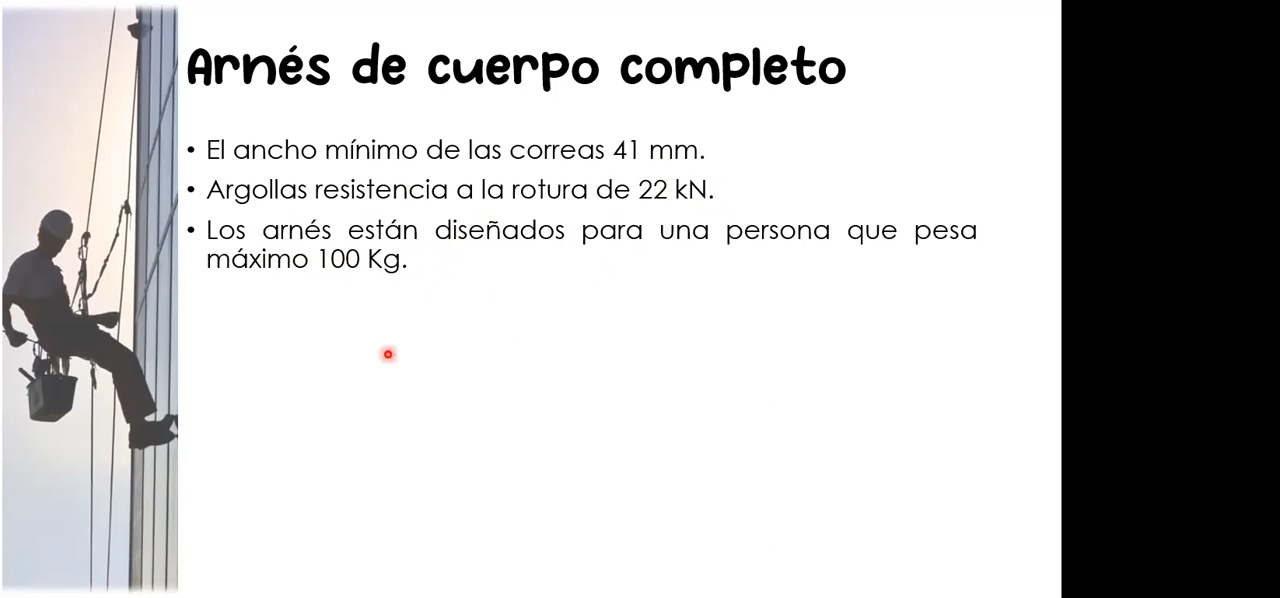 Arnés de cuerpo completo
• El ancho mínimo de las correas 41 mm.
• Argollas resistencia a la rotura de 22 kN.
• Los arnés están diseñados para una persona que pesa
máximo 100 Kg.